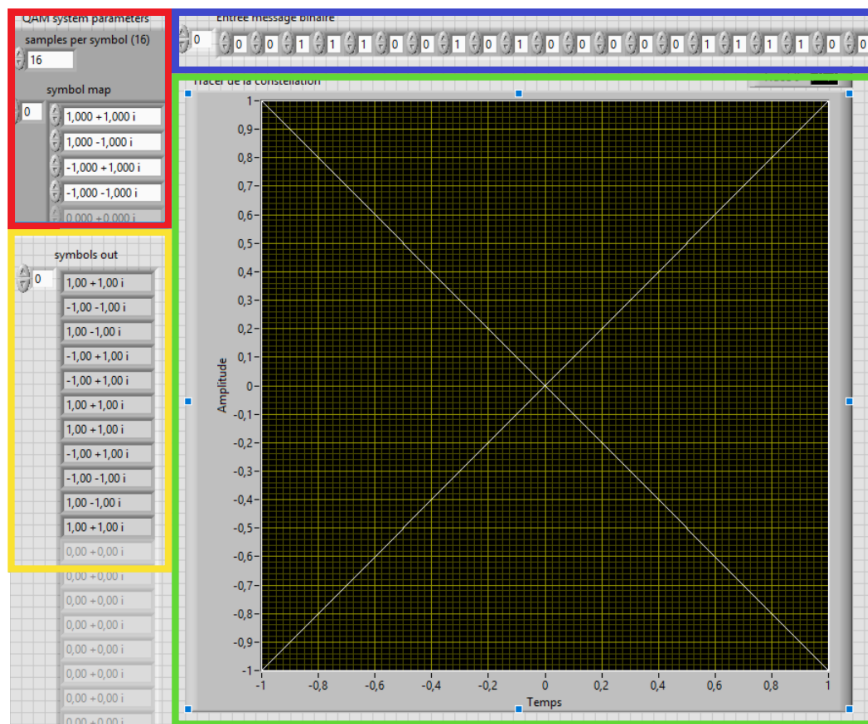 QAM system parameters
samples per symbol (16)
16
symbol map
0
1,000 +1,000 i
1,000 -1,000 i
-1,000 +1,000 i
-1,000 -1,000 i
0,000 +0,000 i
Entrée message binaire
0 0 0 1 1 1 0 0 1 0 1 0 0 0 0 0 1 1 1 1 0 0 0
symbols out
0
1,00 +1,00 i
-1,00 -1,00 i
1,00 -1,00 i
-1,00 +1,00 i
-1,00 +1,00 i
1,00 +1,00 i
1,00 +1,00 i
-1,00 +1,00 i
-1,00 -1,00 i
1,00 -1,00 i
1,00 +1,00 i
0,00 +0,00 i
0,00 +0,00 i
0,00 +0,00 i
0,00 +0,00 i
0,00 +0,00 i
0,00 +0,00 i
0,00 +0,00 i
0,00 +0,00 i
Tracer de la constellation
Amplitude
1
0,9
0,8
0,7
0,6
0,5
0,4
0,3
0,2
0,1
0
-0,1
-0,2
-0,3
-0,4
-0,5
-0,6
-0,7
-0,8
-0,9
-1
-1 -0,8 -0,6 -0,4 -0,2 0 0,2 0,4 0,6 0,8 1
Temps